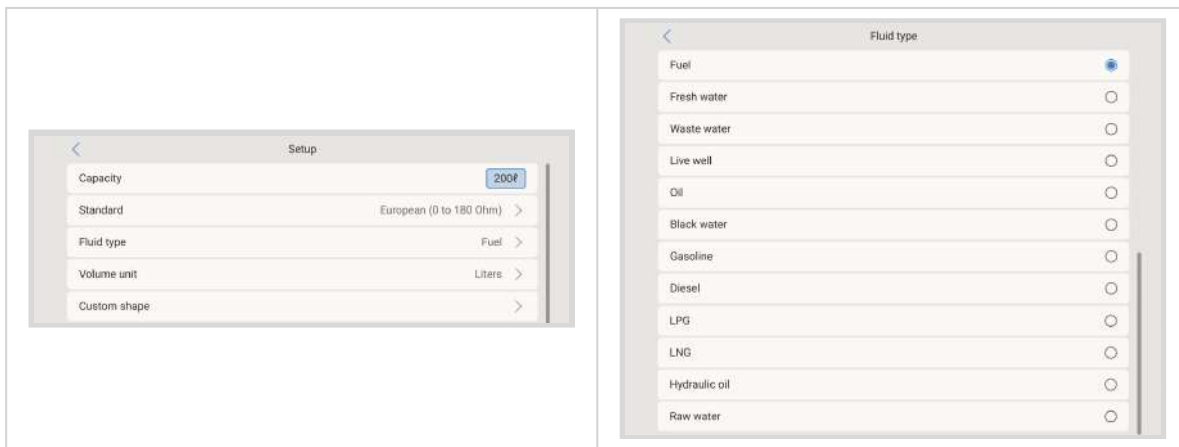 Setup
Capacity 200ℓ
Standard European (0 to 180 Ohm)
Fluid type Fuel
Volume unit Liters
Custom shape
Fluid type
Fuel
Fresh water
Waste water
Live well
Oil
Black water
Gasoline
Diesel
LPG
LNG
Hydraulic oil
Raw water